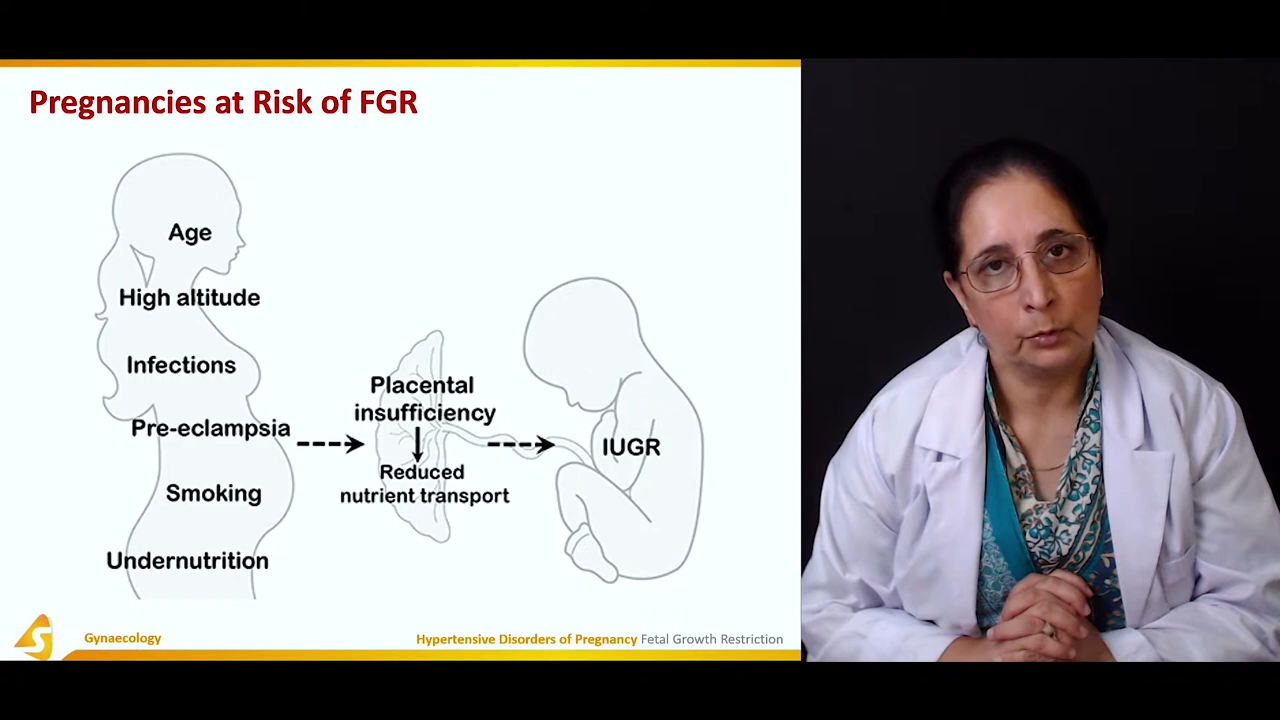 Pregnancies at Risk of FGR
Age
High altitude
Infections
Pre-eclampsia
Smoking
Undernutrition
Placental
insufficiency
Reduced
nutrient transport
IUGR
S
Gynaecology
Hypertensive Disorders of Pregnancy Fetal Growth Restriction